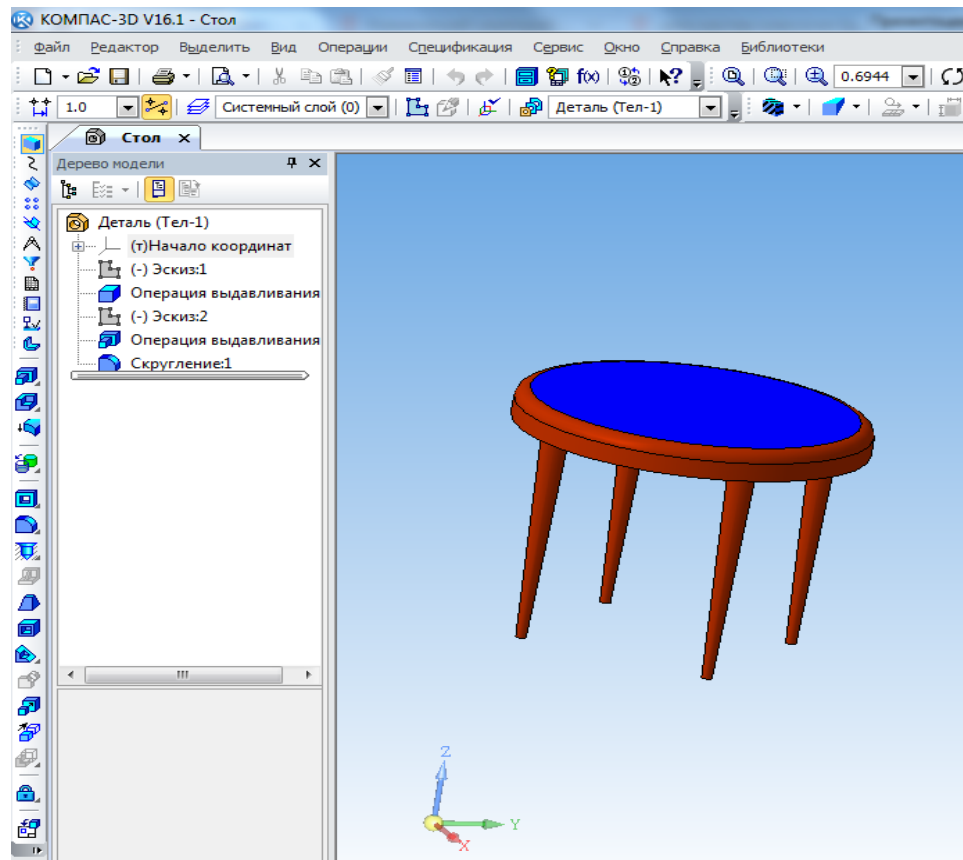 КОМПАС-3D V16.1 - Стол
Файл Редактор Выделить Вид Операции Спецификация Сервис Окно Справка Библиотеки
f(x) 0.6944
1.0 Системный слой (0) Деталь (Тел-1)
Стол
Дерево модели
Деталь (Тел-1)
(т)Начало координат
(-) Эскиз:1
Операция выдавливания
(-) Эскиз:2
Операция выдавливания
Скругление:1
Z
Y
X